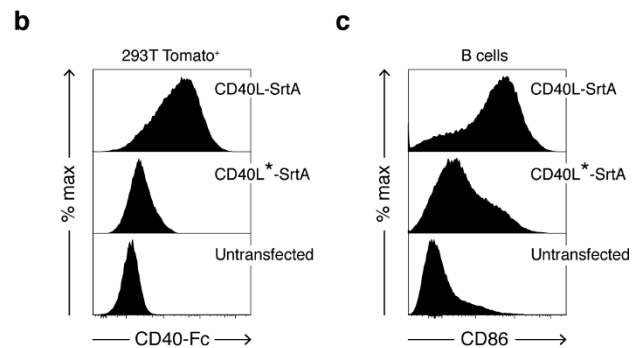 b
293T Tomato⁺
CD40L-SrtA
CD40L*-SrtA
Untransfected
% max
CD40-Fc
c
B cells
CD40L-SrtA
CD40L*-SrtA
Untransfected
% max
CD86